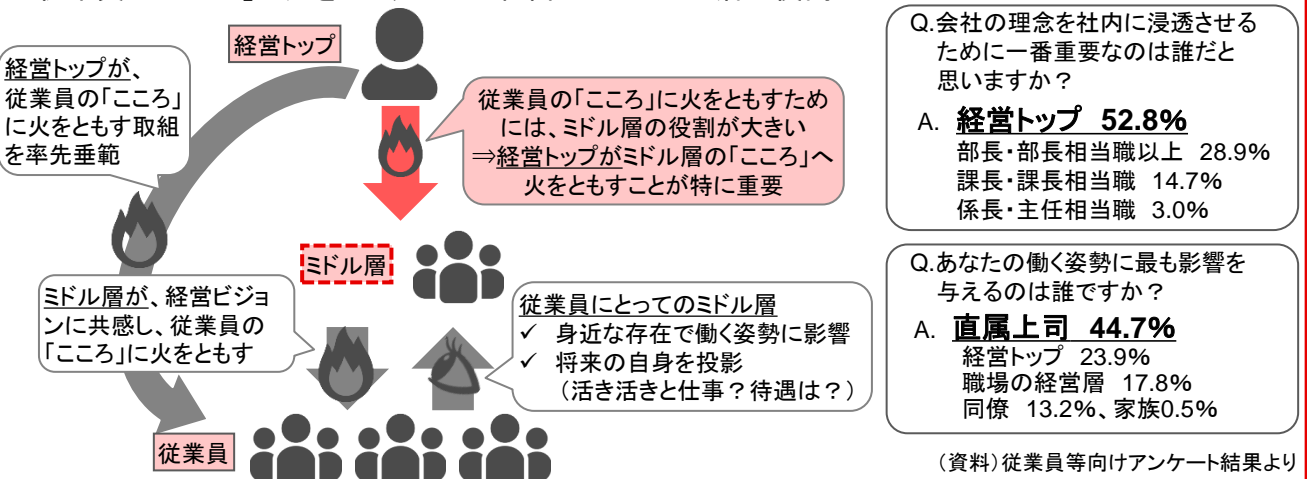 経営トップ
経営トップが、
従業員の「こころ」
に火をともす取組
を率先垂範
従業員の「こころ」に火をともすため
には、ミドル層の役割が大きい
⇒経営トップがミドル層の「こころ」へ
火をともすことが特に重要
ミドル層
ミドル層が、経営ビジョ
ンに共感し、従業員の
「こころ」に火をともす
従業員にとってのミドル層
✓ 身近な存在で働く姿勢に影響
✓ 将来の自身を投影
（活き活きと仕事？待遇は？）
従業員
Q.会社の理念を社内に浸透させる
ために一番重要なのは誰だと
思いますか？
A. 経営トップ 52.8%
部長・部長相当職以上 28.9%
課長・課長相当職 14.7%
係長・主任相当職 3.0%
Q.あなたの働く姿勢に最も影響を
与えるのは誰ですか？
A. 直属上司 44.7%
経営トップ 23.9%
職場の経営層 17.8%
同僚 13.2%、家族0.5%
（資料）従業員等向けアンケート結果より